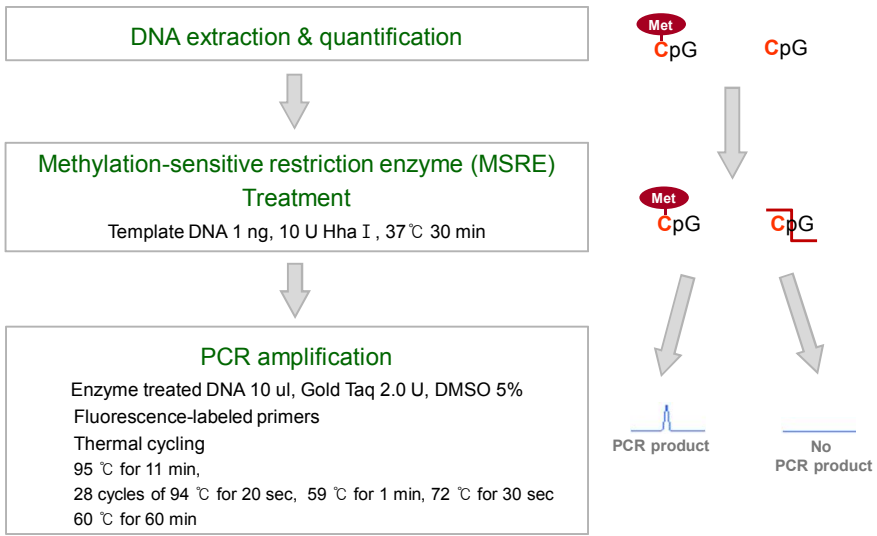 DNA extraction & quantification
Methylation-sensitive restriction enzyme (MSRE)
Treatment
Template DNA 1 ng, 10 U Hha Ⅰ, 37℃ 30 min
PCR amplification
Enzyme treated DNA 10 ul, Gold Taq 2.0 U, DMSO 5%
Fluorescence-labeled primers
Thermal cycling
95 ℃ for 11 min,
28 cycles of 94 ℃ for 20 sec, 59 ℃ for 1 min, 72 ℃ for 30 sec
60 ℃ for 60 min
Met
CpG
CpG
Met
CpG
CpG
PCR product
No
PCR product